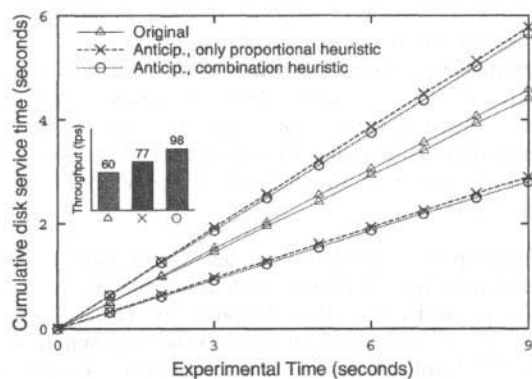 Cumulative disk service time (seconds)
6
4
2
0
Original
Anticip., only proportional heuristic
Anticip., combination heuristic
Throughput (tps)
60
77
98
0
3
6
9
Experimental Time (seconds)